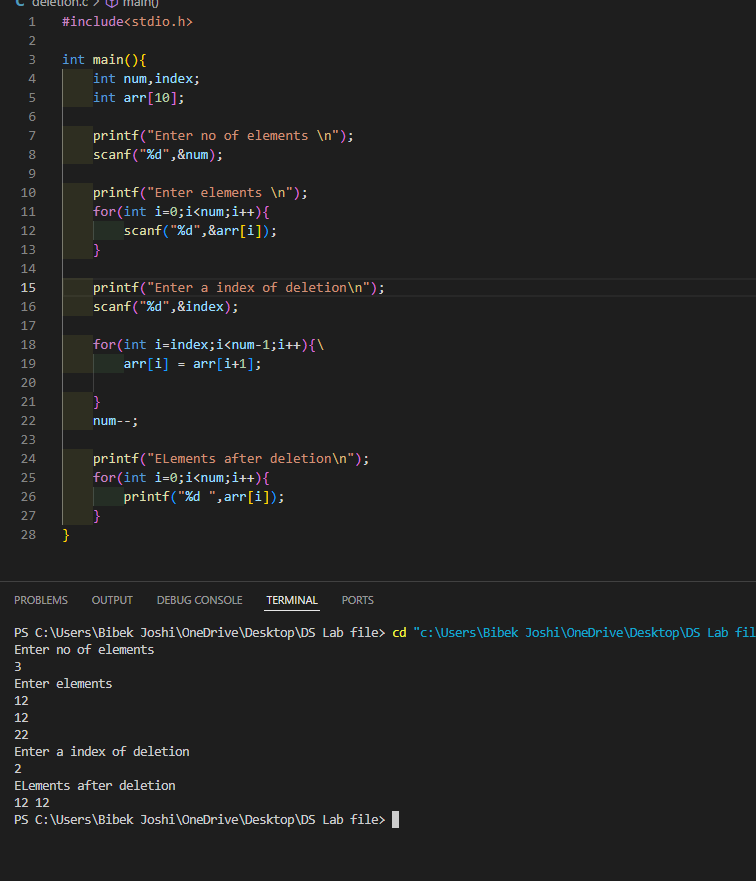 deletion.c > main()
1 #include<stdio.h>
2
3 int main(){
4     int num,index;
5     int arr[10];
6
7     printf("Enter no of elements \n");
8     scanf("%d",&num);
9
10     printf("Enter elements \n");
11     for(int i=0;i<num;i++){
12         scanf("%d",&arr[i]);
13     }
14
15     printf("Enter a index of deletion\n");
16     scanf("%d",&index);
17
18     for(int i=index;i<num-1;i++){\
19         arr[i] = arr[i+1];
20
21     }
22     num--;
23
24     printf("ELements after deletion\n");
25     for(int i=0;i<num;i++){
26         printf("%d ",arr[i]);
27     }
28 }
PROBLEMS OUTPUT DEBUG CONSOLE TERMINAL PORTS
PS C:\Users\Bibek Joshi\OneDrive\Desktop\DS Lab file> cd "c:\Users\Bibek Joshi\OneDrive\Desktop\DS Lab fil
Enter no of elements
3
Enter elements
12
12
22
Enter a index of deletion
2
ELements after deletion
12 12
PS C:\Users\Bibek Joshi\OneDrive\Desktop\DS Lab file>